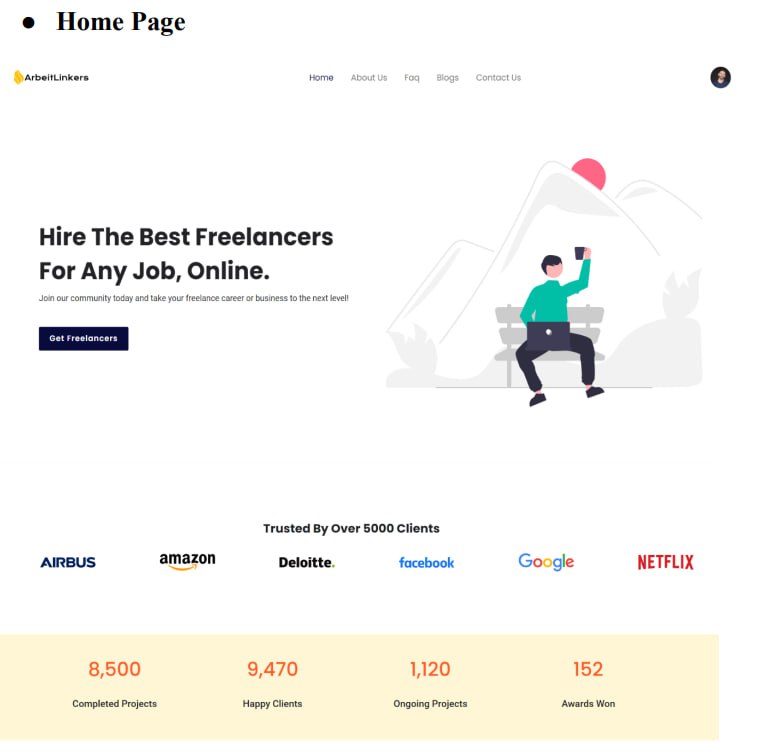 ● Home Page
ArbeitLinkers Home About Us Faq Blogs Contact Us
Hire The Best Freelancers
For Any Job, Online.
Join our community today and take your freelance career or business to the next level!
Get Freelancers
Trusted By Over 5000 Clients
AIRBUS amazon Deloitte. facebook Google NETFLIX
8,500 9,470 1,120 152
Completed Projects Happy Clients Ongoing Projects Awards Won